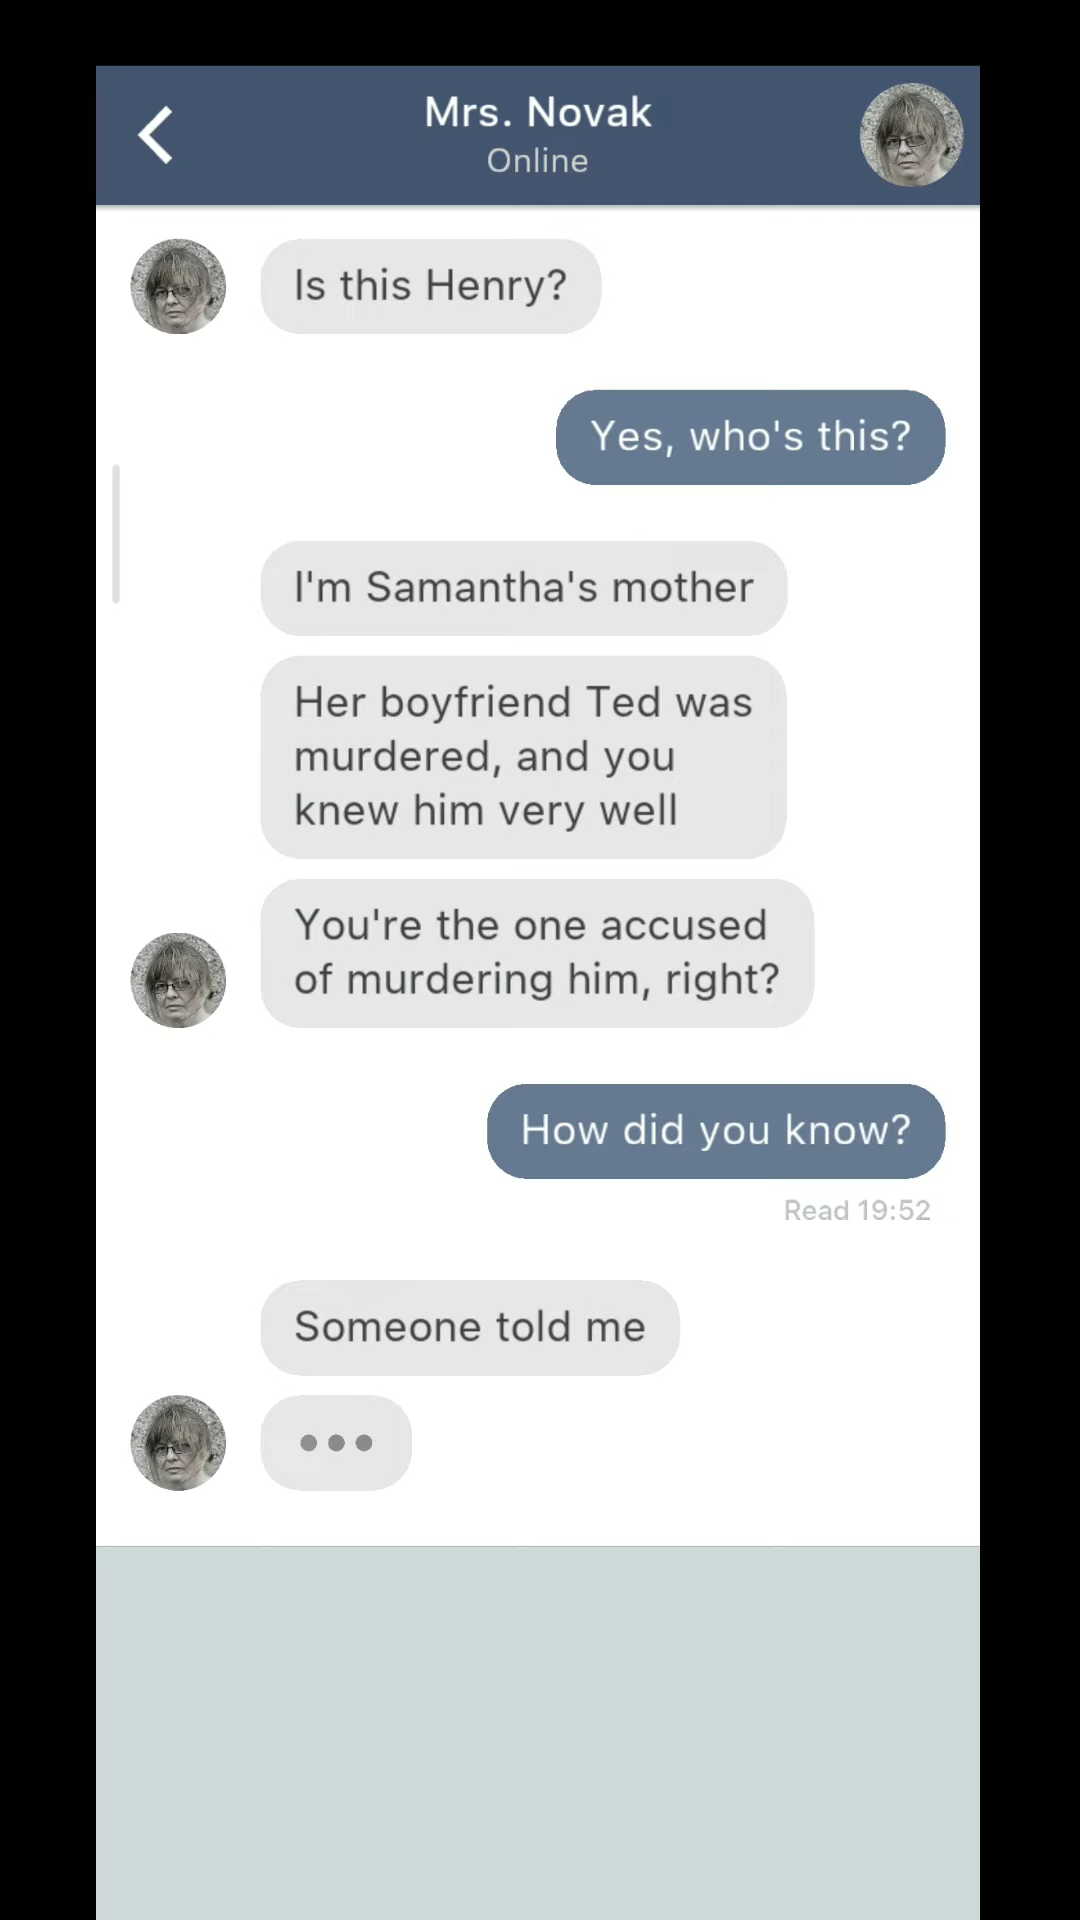 Mrs. Novak
Online
Is this Henry?
Yes, who's this?
I'm Samantha's mother
Her boyfriend Ted was
murdered, and you
knew him very well
You're the one accused
of murdering him, right?
How did you know?
Read 19:52
Someone told me